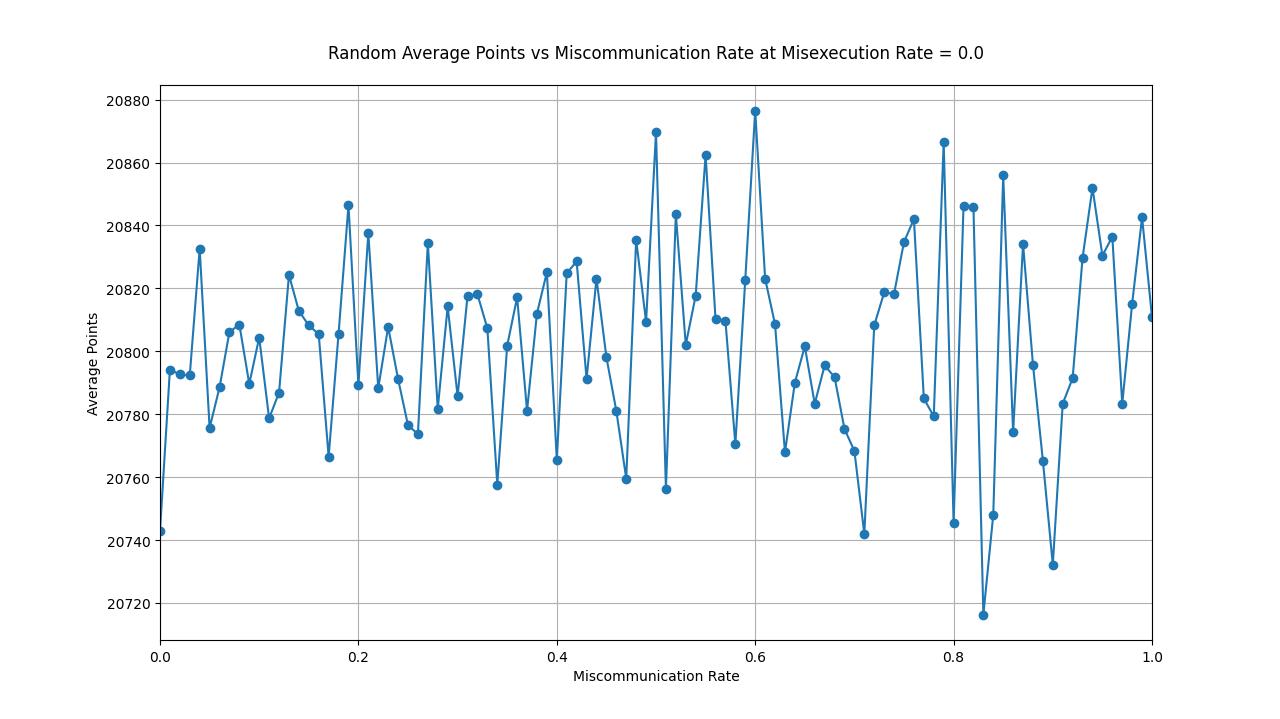 Random Average Points vs Miscommunication Rate at Misexecution Rate = 0.0
20880
20860
20840
20820
20800
20780
20760
20740
20720
Average Points
0.0 0.2 0.4 0.6 0.8 1.0
Miscommunication Rate